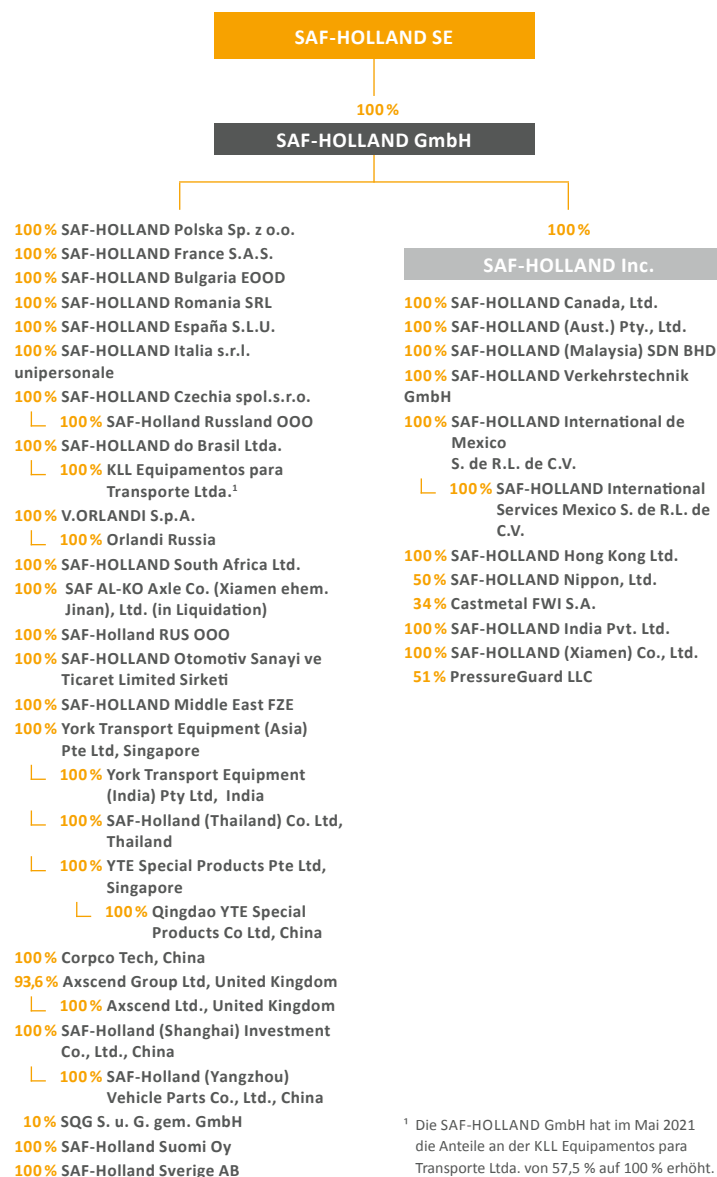 SAF-HOLLAND SE
100 %
SAF-HOLLAND GmbH
100 % SAF-HOLLAND Polska Sp. z o.o.
100 % SAF-HOLLAND France S.A.S.
100 % SAF-HOLLAND Bulgaria EOOD
100 % SAF-HOLLAND Romania SRL
100 % SAF-HOLLAND España S.L.U.
100 % SAF-HOLLAND Italia s.r.l.
unipersonale
100 % SAF-HOLLAND Czechia spol.s.r.o.
100 % SAF-Holland Russland OOO
100 % SAF-HOLLAND do Brasil Ltda.
100 % KLL Equipamentos para
Transporte Ltda.¹
100 % V.ORLANDI S.p.A.
100 % Orlandi Russia
100 % SAF-HOLLAND South Africa Ltd.
100 % SAF AL-KO Axle Co. (Xiamen ehem.
Jinan), Ltd. (in Liquidation)
100 % SAF-Holland RUS OOO
100 % SAF-HOLLAND Otomotiv Sanayi ve
Ticaret Limited Sirketi
100 % SAF-HOLLAND Middle East FZE
100 % York Transport Equipment (Asia)
Pte Ltd, Singapore
100 % York Transport Equipment
(India) Pty Ltd, India
100 % SAF-Holland (Thailand) Co. Ltd,
Thailand
100 % YTE Special Products Pte Ltd,
Singapore
100 % Qingdao YTE Special
Products Co Ltd, China
100 % Corpco Tech, China
93,6 % Axscend Group Ltd, United Kingdom
100 % Axscend Ltd., United Kingdom
100 % SAF-Holland (Shanghai) Investment
Co., Ltd., China
100 % SAF-Holland (Yangzhou)
Vehicle Parts Co., Ltd., China
10 % SQG S. u. G. gem. GmbH
100 % SAF-Holland Suomi Oy
100 % SAF-Holland Sverige AB
100 %
SAF-HOLLAND Inc.
100 % SAF-HOLLAND Canada, Ltd.
100 % SAF-HOLLAND (Aust.) Pty., Ltd.
100 % SAF-HOLLAND (Malaysia) SDN BHD
100 % SAF-HOLLAND Verkehrstechnik
GmbH
100 % SAF-HOLLAND International de
Mexico
S. de R.L. de C.V.
100 % SAF-HOLLAND International
Services Mexico S. de R.L. de
C.V.
100 % SAF-HOLLAND Hong Kong Ltd.
50 % SAF-HOLLAND Nippon, Ltd.
34 % Castmetal FWI S.A.
100 % SAF-HOLLAND India Pvt. Ltd.
100 % SAF-HOLLAND (Xiamen) Co., Ltd.
51 % PressureGuard LLC
¹ Die SAF-HOLLAND GmbH hat im Mai 2021
die Anteile an der KLL Equipamentos para
Transporte Ltda. von 57,5 % auf 100 % erhöht.